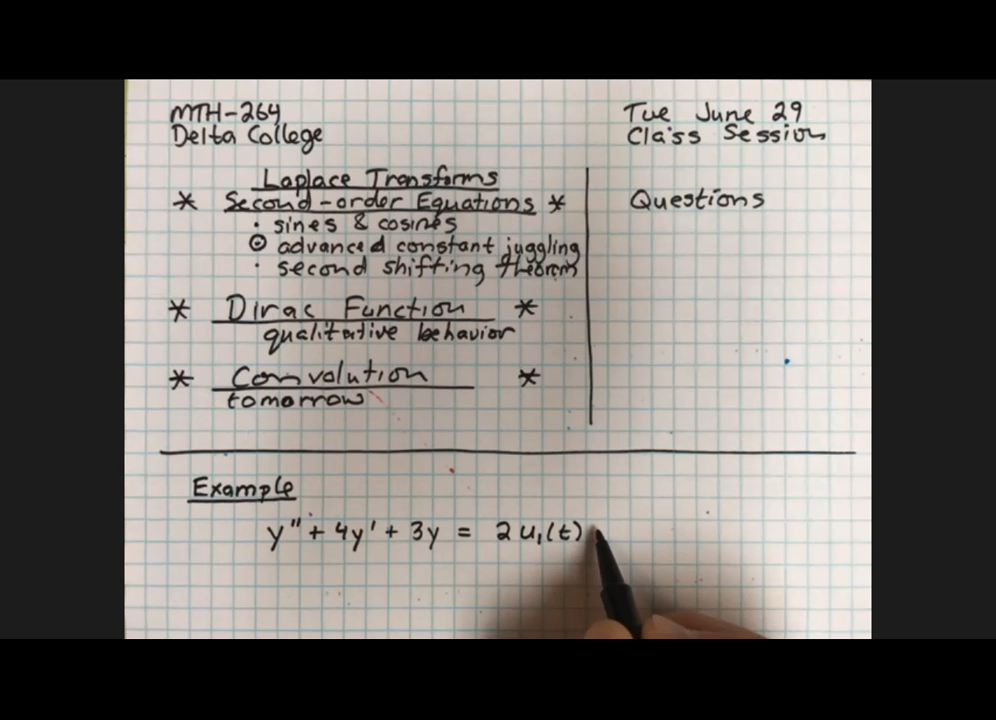 MTH-264
Delta College
Tue June 29
Class Session
Laplace Transforms
* Second-order Equations *
· sines & cosines
⊙ advanced constant juggling
· second shifting theorem
* Dirac Function *
qualitative behavior
* Convolution *
tomorrow
Questions
Example
y'' + 4y' + 3y = 2u₁(t)